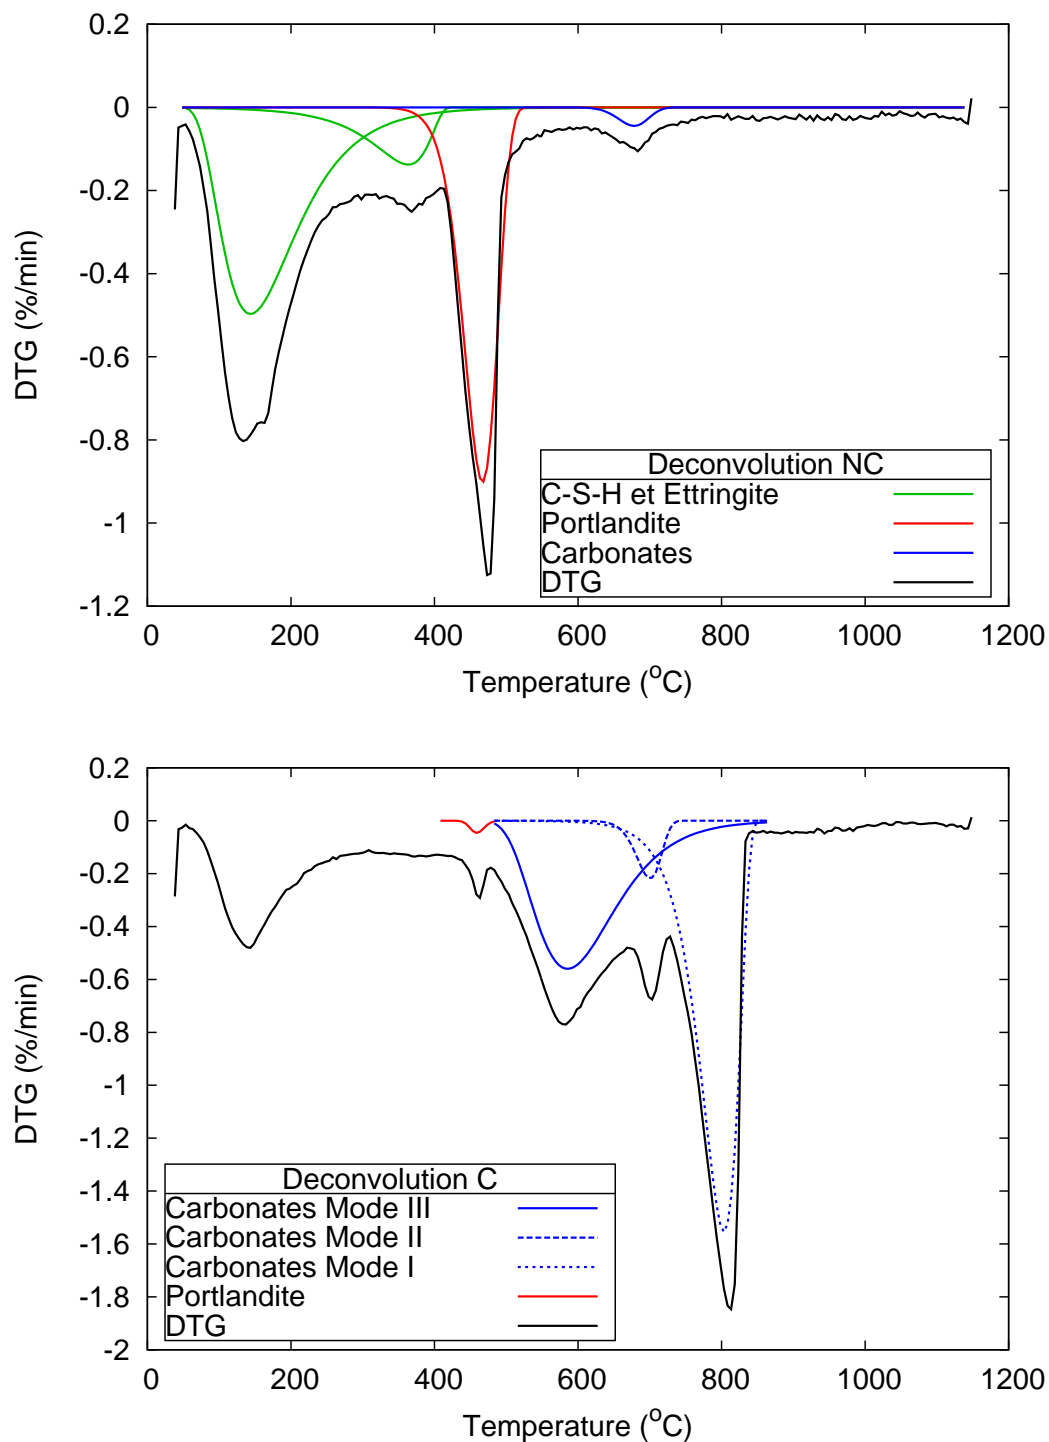 0.2
0
-0.2
-0.4
-0.6
-0.8
-1
-1.2
DTG (%/min)
Deconvolution NC
C-S-H et Ettringite
Portlandite
Carbonates
DTG
0 200 400 600 800 1000 1200
Temperature (°C)
0.2
0
-0.2
-0.4
-0.6
-0.8
-1
-1.2
-1.4
-1.6
-1.8
-2
DTG (%/min)
Deconvolution C
Carbonates Mode III
Carbonates Mode II
Carbonates Mode I
Portlandite
DTG
0 200 400 600 800 1000 1200
Temperature (°C)